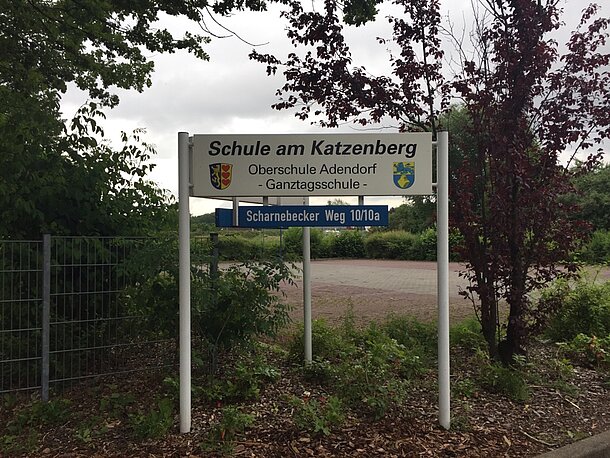 Schule am Katzenberg
Oberschule Adendorf
- Ganztagsschule -
Scharnebecker Weg 10/10a